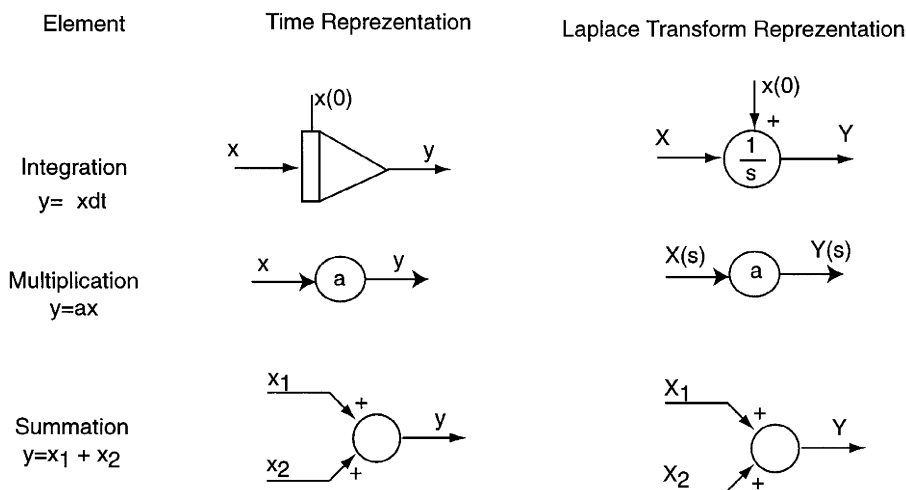 Element
Time Reprezentation
Laplace Transform Reprezentation
Integration
y= xdt
x
x(0)
y
X
x(0)
+
1
s
Y
Multiplication
y=ax
x
a
y
X(s)
a
Y(s)
Summation
y=x1 + x2
x1
+
x2
+
y
X1
+
X2
+
Y